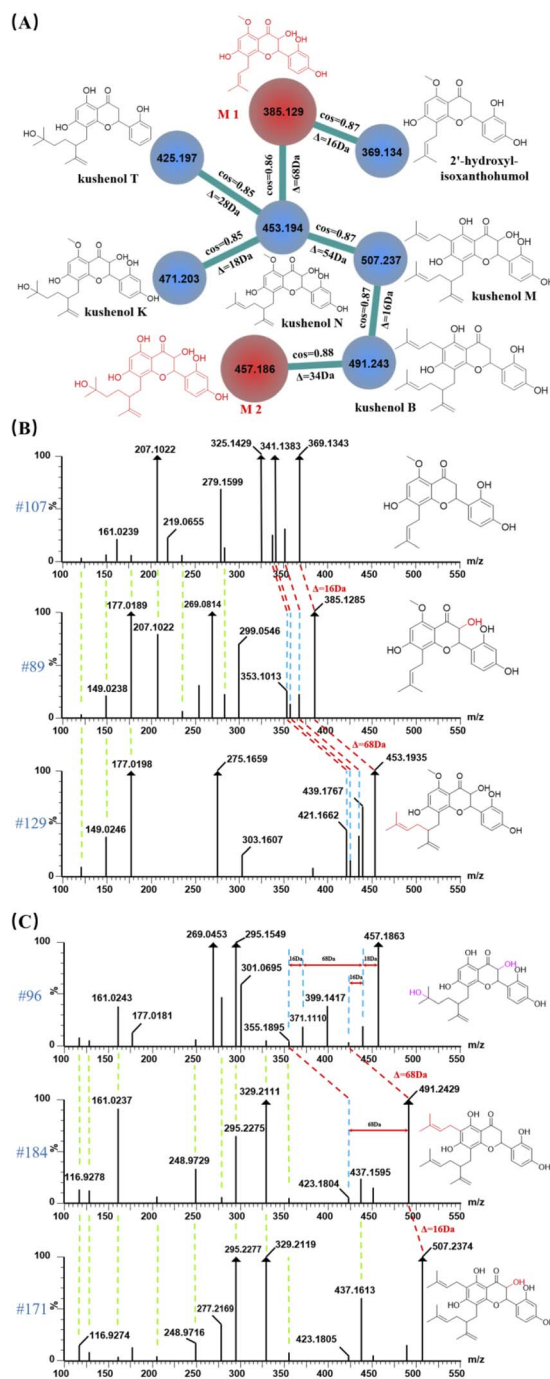 (A)
M 1
385.129
cos=0.87
Δ=16Da
369.134
2'-hydroxyl-
isoxanthohumol
kushenol T
425.197
cos=0.85
Δ=28Da
cos=0.86
Δ=68Da
453.194
cos=0.87
Δ=54Da
507.237
kushenol M
471.203
cos=0.85
Δ=18Da
kushenol K
kushenol N
cos=0.87
Δ=16Da
457.186
M 2
cos=0.88
Δ=34Da
491.243
kushenol B
(B)
#107
100
%
0
161.0239
207.1022
219.0655
279.1599
325.1429
341.1383
369.1343
100 150 200 250 300 350 400 450 500 550
m/z
Δ=16Da
#89
100
%
0
149.0238
177.0189
207.1022
269.0814
299.0546
353.1013
385.1285
100 150 200 250 300 350 400 450 500 550
m/z
Δ=68Da
#129
100
%
0
149.0246
177.0198
275.1659
303.1607
421.1662
439.1767
453.1935
100 150 200 250 300 350 400 450 500 550
m/z
(C)
#96
100
%
0
161.0243
177.0181
269.0453
295.1549
301.0695
355.1895
371.1110
399.1417
457.1863
16Da
68Da
18Da
16Da
100 150 200 250 300 350 400 450 500 550
m/z
Δ=68Da
#184
100
%
0
116.9278
161.0237
248.9729
295.2275
329.2111
423.1804
437.1595
491.2429
68Da
100 150 200 250 300 350 400 450 500 550
m/z
Δ=16Da
#171
100
%
0
116.9274
248.9716
277.2169
295.2277
329.2119
423.1805
437.1613
507.2374
100 150 200 250 300 350 400 450 500 550
m/z